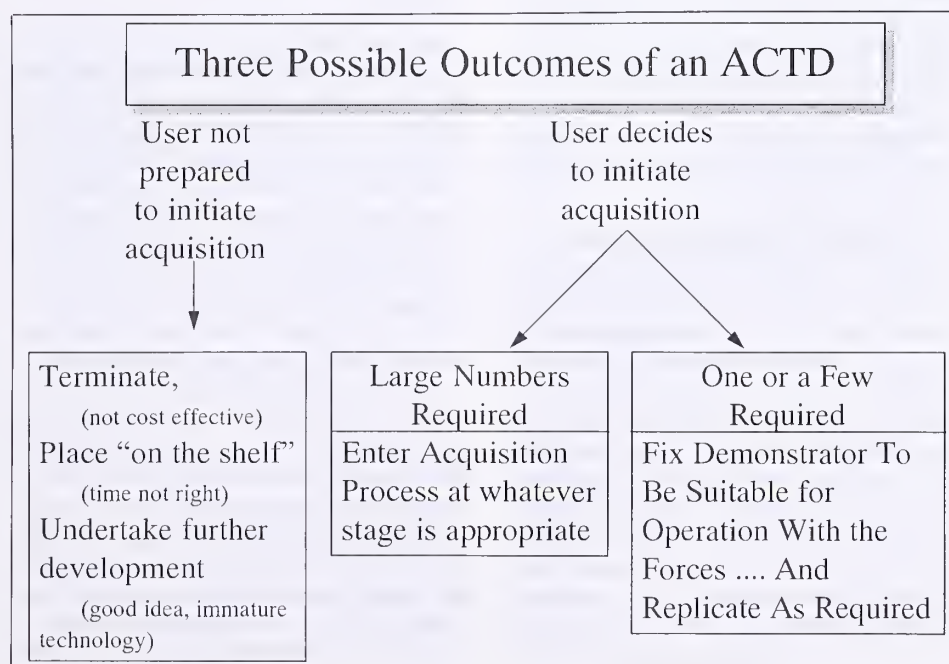 Three Possible Outcomes of an ACTD
User not
prepared
to initiate
acquisition
User decides
to initiate
acquisition
Terminate,
(not cost effective)
Place “on the shelf”
(time not right)
Undertake further
development
(good idea, immature
technology)
Large Numbers
Required
Enter Acquisition
Process at whatever
stage is appropriate
One or a Few
Required
Fix Demonstrator To
Be Suitable for
Operation With the
Forces .... And
Replicate As Required